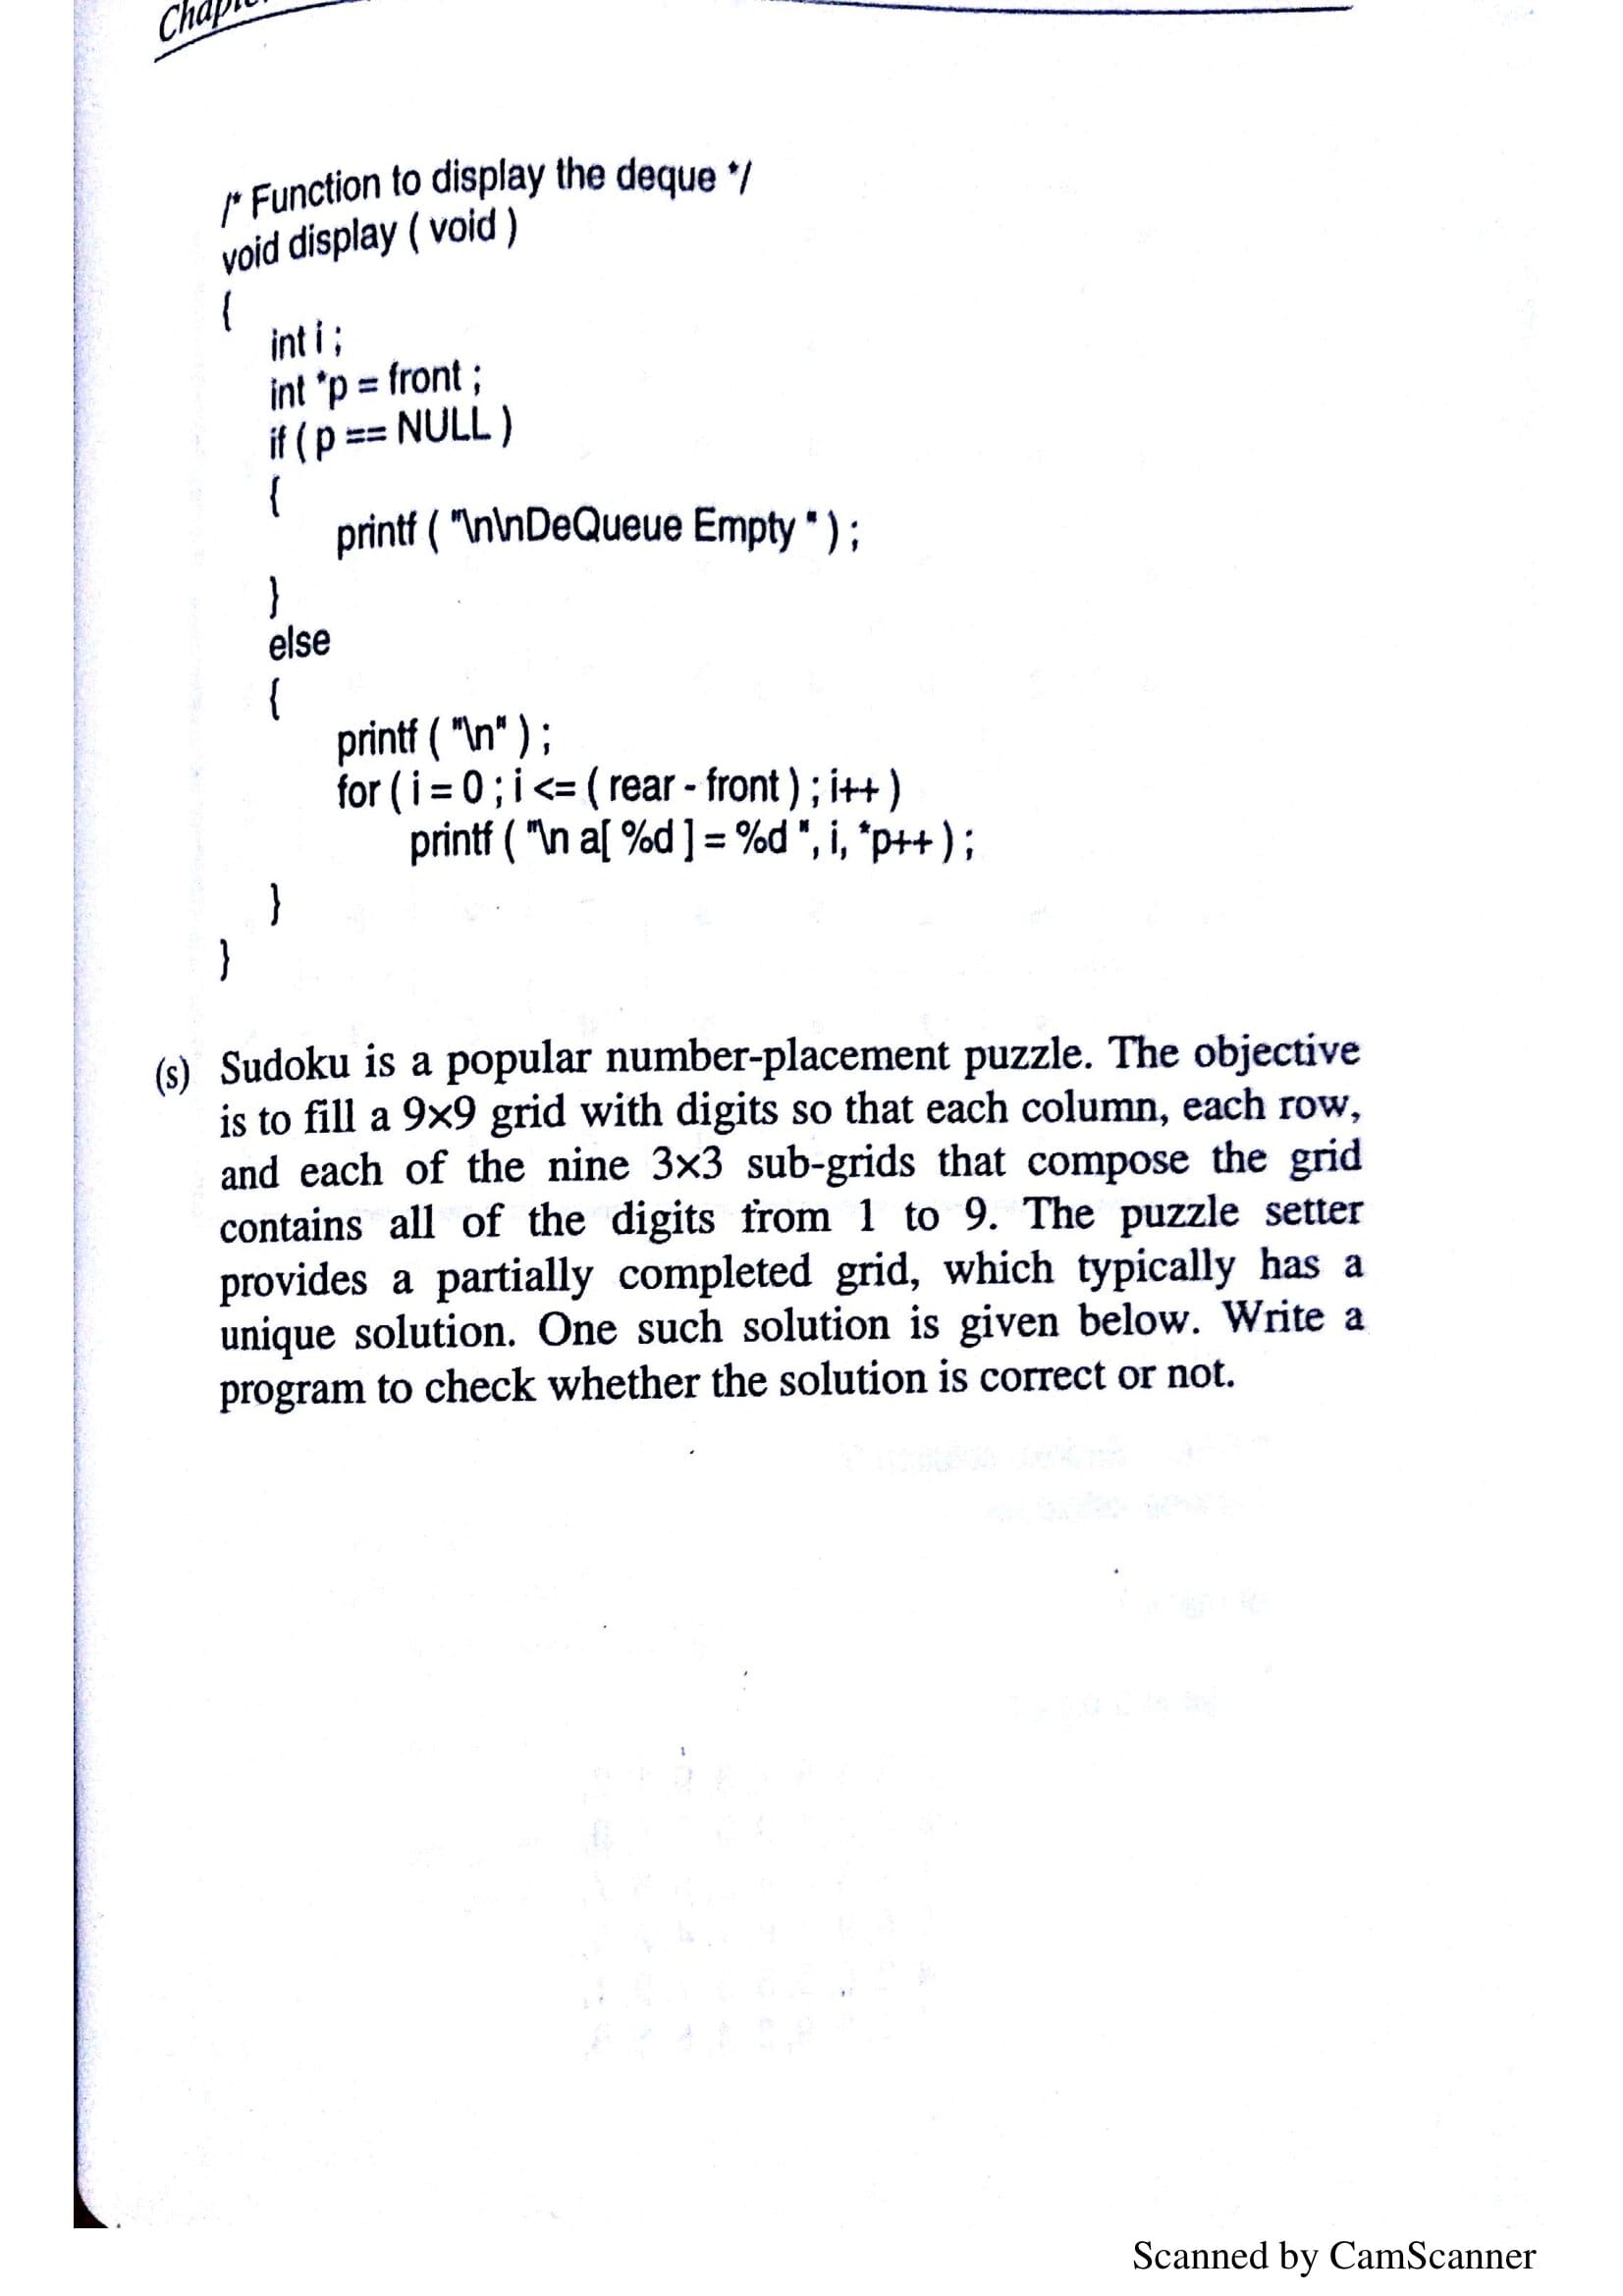 /* Function to display the deque */
void display ( void )
{
int i ;
int *p = front ;
if ( p == NULL )
{
printf ( "\n\nDeQueue Empty " ) ;
}
else
{
printf ( "\n" ) ;
for ( i = 0 ; i <= ( rear - front ) ; i++ )
printf ( "\n a[ %d ] = %d ", i, *p++ ) ;
}
}
(s) Sudoku is a popular number-placement puzzle. The objective
is to fill a 9×9 grid with digits so that each column, each row,
and each of the nine 3×3 sub-grids that compose the grid
contains all of the digits from 1 to 9. The puzzle setter
provides a partially completed grid, which typically has a
unique solution. One such solution is given below. Write a
program to check whether the solution is correct or not.
Scanned by CamScanner